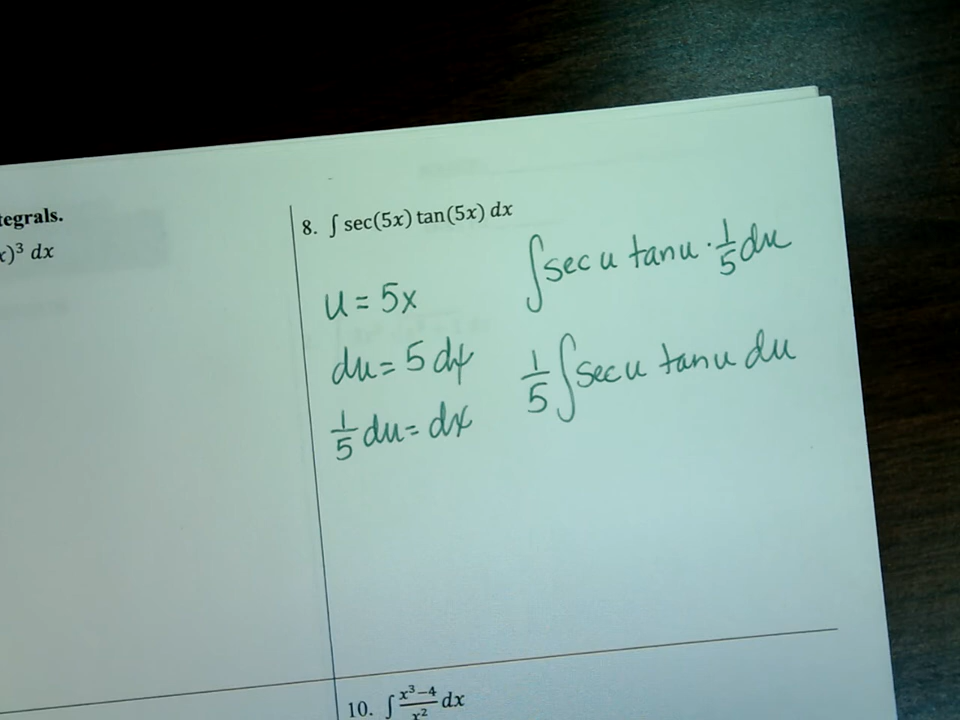 tegrals.
x)³ dx
8. ∫ sec(5x) tan(5x) dx
u = 5x
du = 5 dx
1/5 du = dx
∫sec u tan u · 1/5 du
1/5 ∫sec u tan u du
10. ∫ x³−4/x² dx